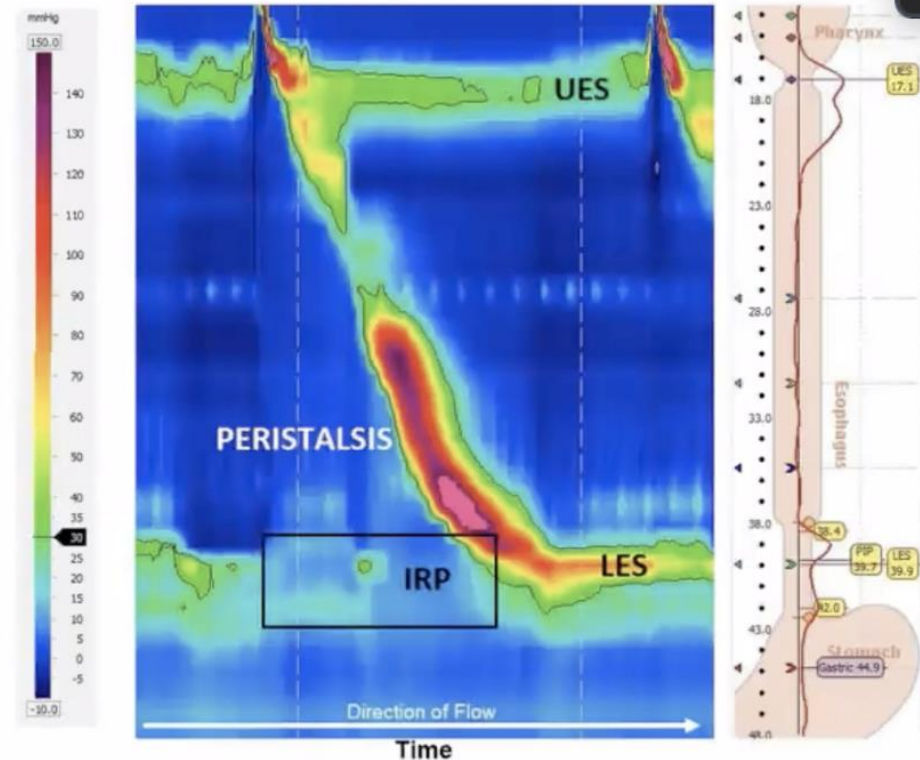 mmHg
150.0
140
130
120
110
100
90
80
70
60
50
40
35
30
25
20
15
10
5
0
-5
-10.0
UES
PERISTALSIS
IRP
LES
Direction of Flow
Time
Pharynx
UES
17.1
18.0
23.0
28.0
33.0
Esophagus
38.0
38.4
PIP
39.7
LES
39.9
42.0
43.0
Stomach
Gastric 44.9
48.0